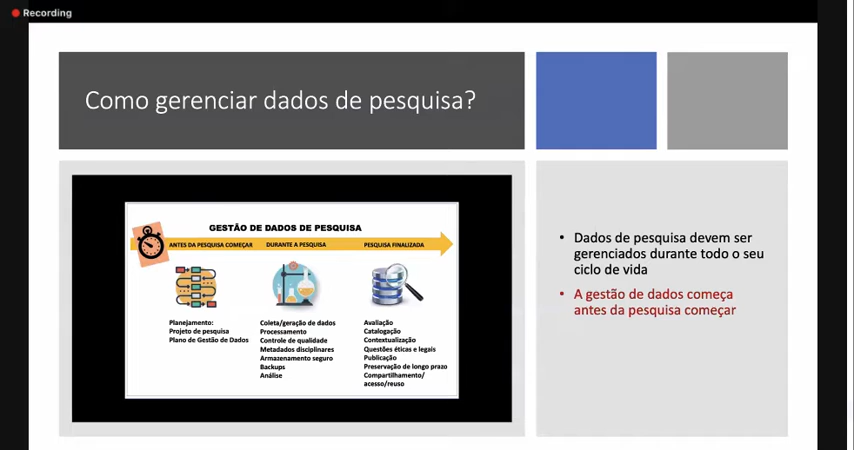 Recording
Como gerenciar dados de pesquisa?
GESTÃO DE DADOS DE PESQUISA
ANTES DA PESQUISA COMEÇAR
DURANTE A PESQUISA
PESQUISA FINALIZADA
Planejamento:
Projeto de pesquisa
Plano de Gestão de Dados
Coleta/geração de dados
Processamento
Controle de qualidade
Metadados disciplinares
Armazenamento seguro
Backups
Análise
Avaliação
Catalogação
Contextualização
Questões éticas e legais
Publicação
Preservação de longo prazo
Compartilhamento/
acesso/reuso
• Dados de pesquisa devem ser
gerenciados durante todo o seu
ciclo de vida
• A gestão de dados começa
antes da pesquisa começar